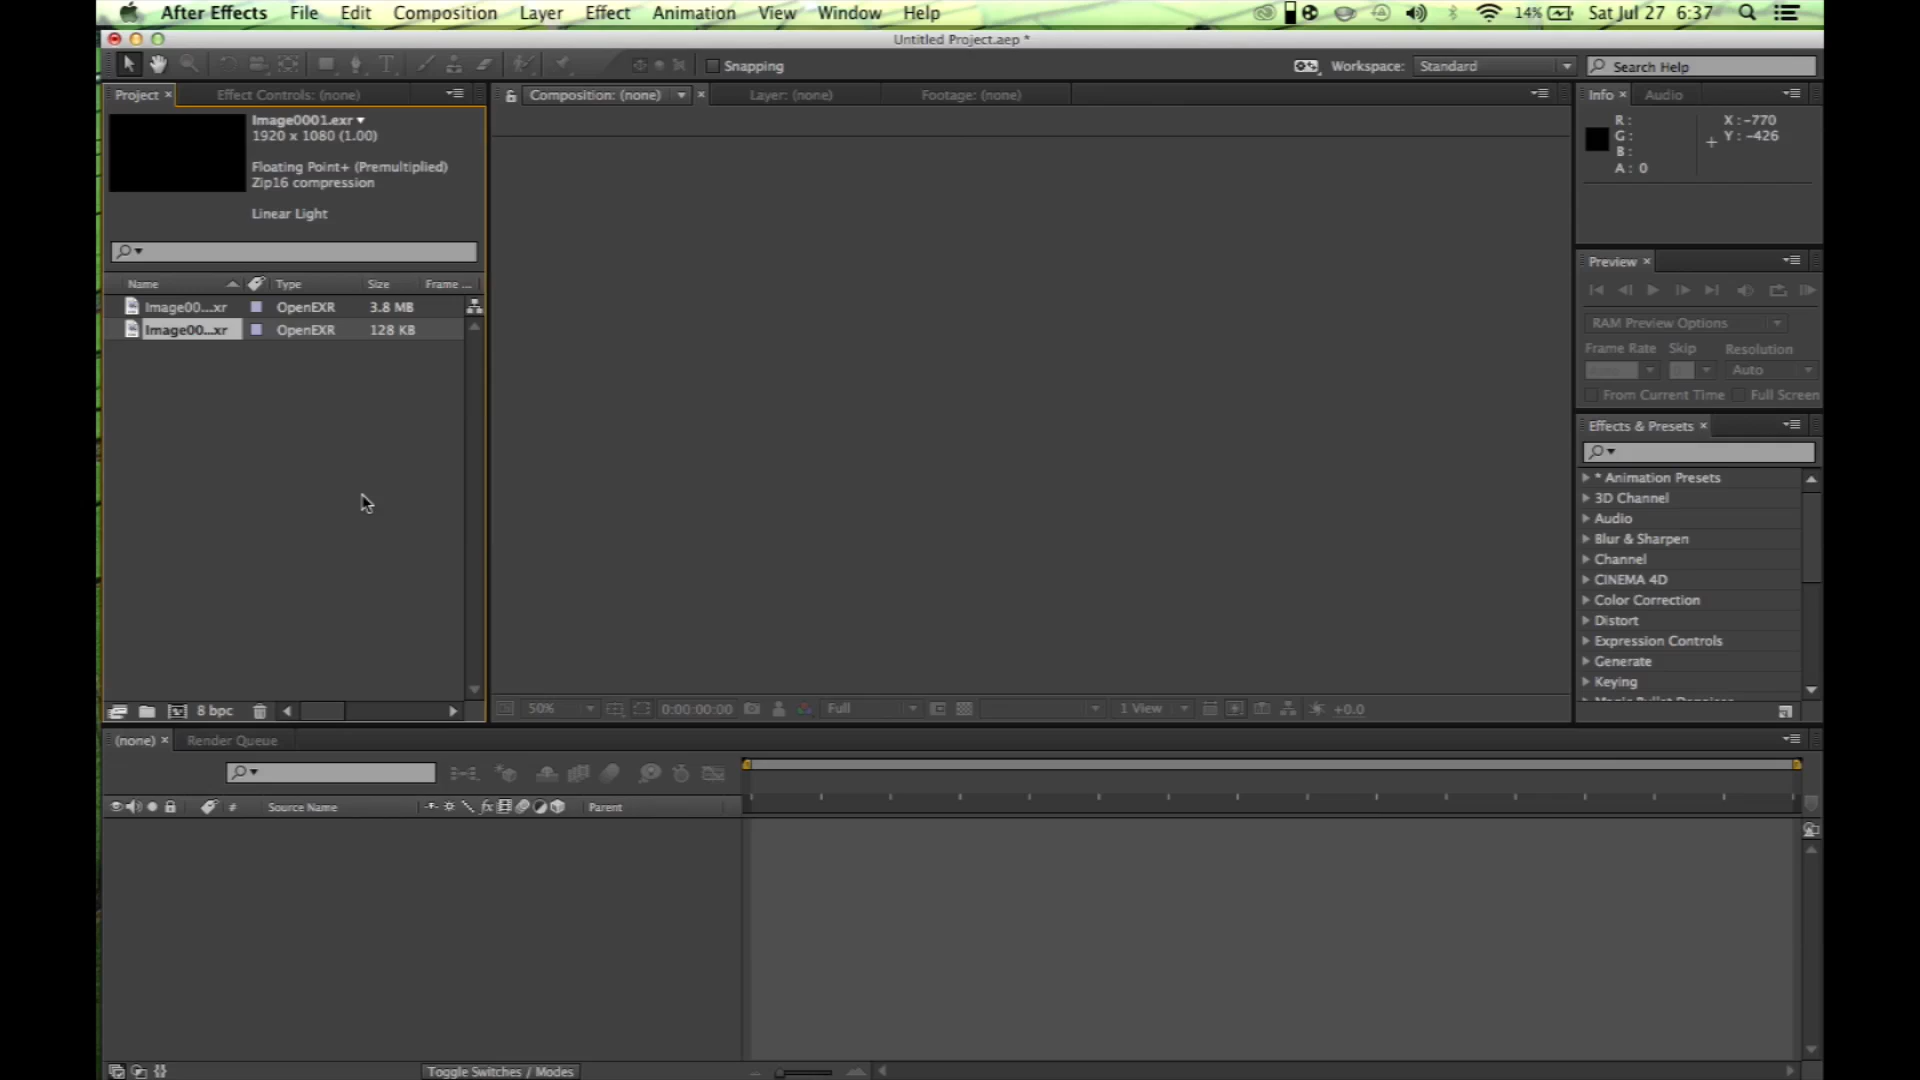 After Effects File Edit Composition Layer Effect Animation View Window Help 14% Sat Jul 27 6:37
Untitled Project.aep *
Snapping Workspace: Standard Search Help
Project Effect Controls: (none) Composition: (none) Layer: (none) Footage: (none) Info Audio
Image0001.exr
1920 x 1080 (1.00)
Floating Point+ (Premultiplied)
Zip16 compression
Linear Light
R :
G :
B :
A : 0
X : -770
Y : -426
Name Type Size Frame ...
Image00...xr OpenEXR 3.8 MB
Image00...xr OpenEXR 128 KB
Preview
RAM Preview Options
Frame Rate Skip Resolution
Auto
From Current Time Full Screen
Effects & Presets
* Animation Presets
3D Channel
Audio
Blur & Sharpen
Channel
CINEMA 4D
Color Correction
Distort
Expression Controls
Generate
Keying
8 bpc
50% 0:00:00:00 Full 1 View +0.0
(none) Render Queue
# Source Name fx Parent
Toggle Switches / Modes